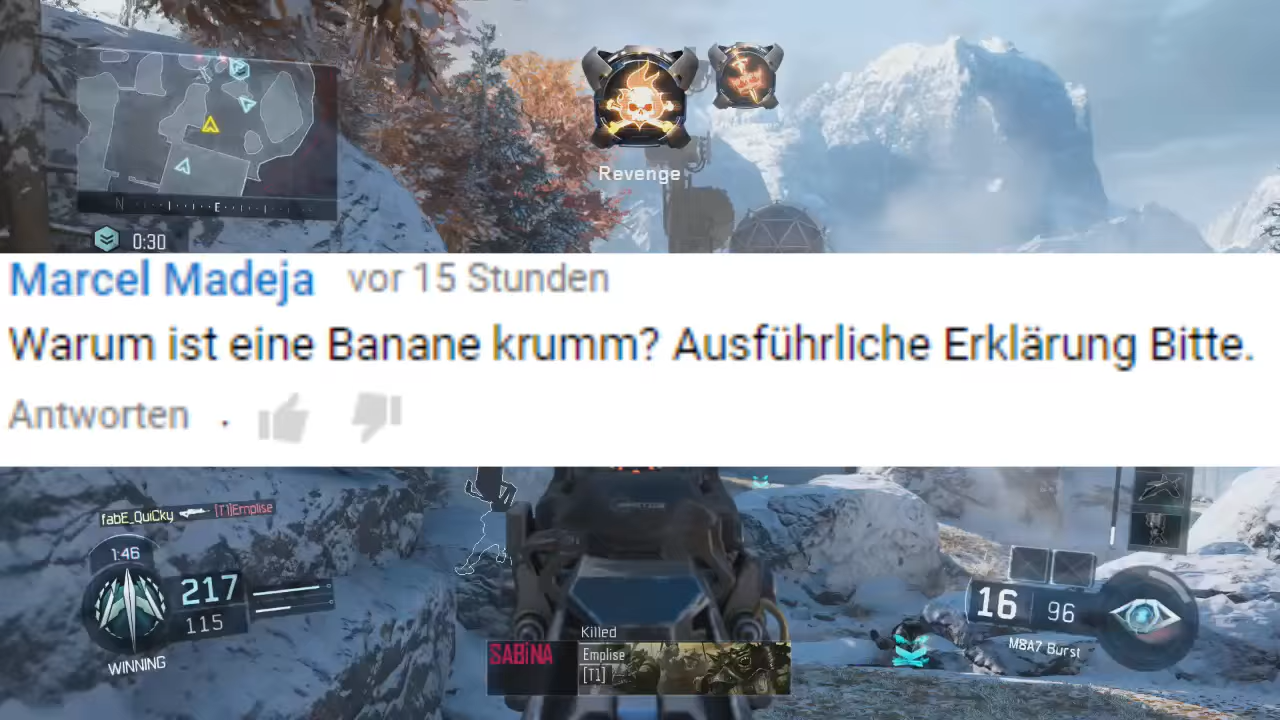 Revenge
N E
0:30
Marcel Madeja vor 15 Stunden
Warum ist eine Banane krumm? Ausführliche Erklärung Bitte.
Antworten .
fabE_QuiCky [T1]Emplise
1:46
217
115
WINNING
Killed
SABiNA
Emplise
[T1]
16 96
M8A7 Burst